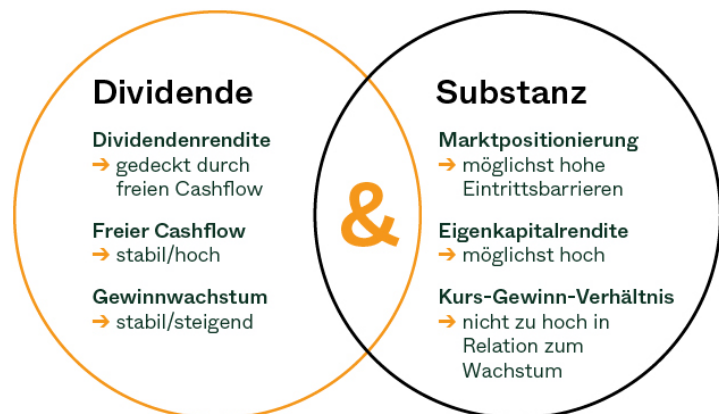 Dividende
Dividendenrendite
→ gedeckt durch
freien Cashflow
Freier Cashflow
→ stabil/hoch
Gewinnwachstum
→ stabil/steigend
&
Substanz
Marktpositionierung
→ möglichst hohe
Eintrittsbarrieren
Eigenkapitalrendite
→ möglichst hoch
Kurs-Gewinn-Verhältnis
→ nicht zu hoch in
Relation zum
Wachstum